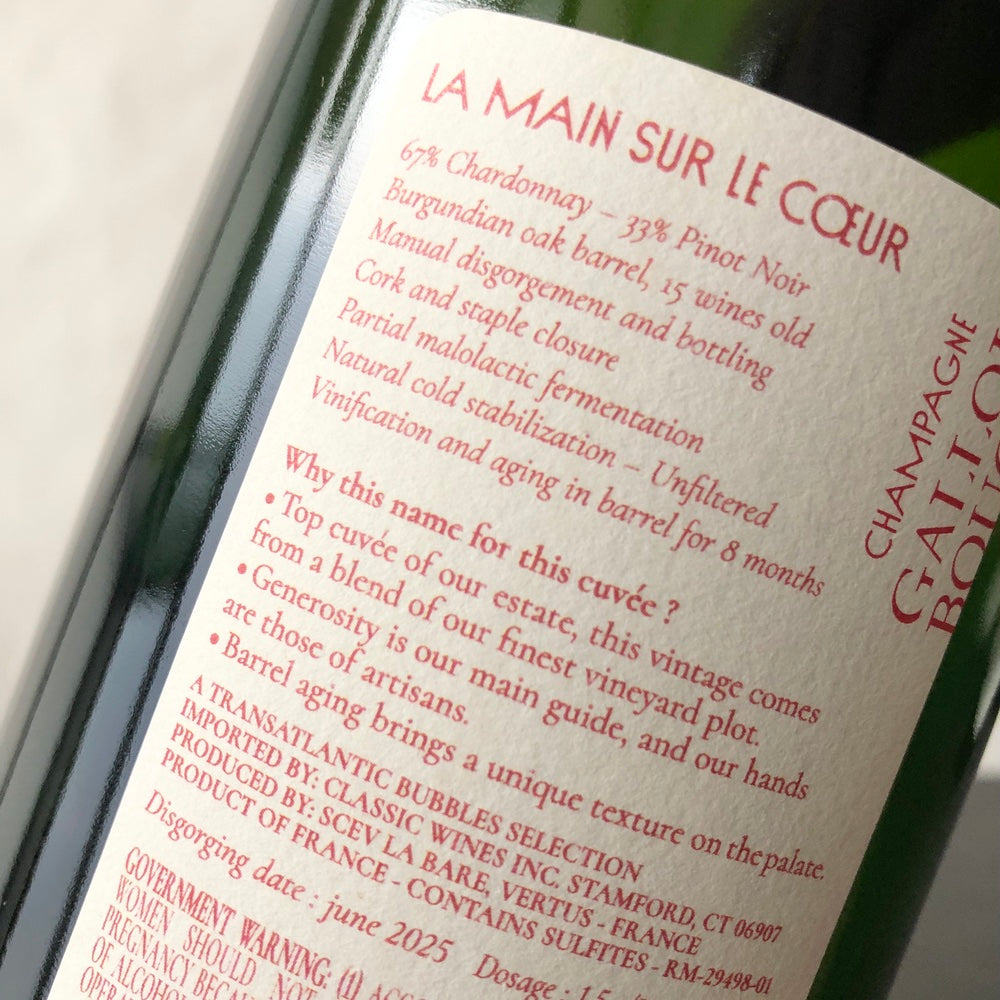 LA MAIN SUR LE CŒUR
67% Chardonnay – 33% Pinot Noir
Burgundian oak barrel, 15 wines old
Manual disgorgement and bottling
Cork and staple closure
Partial malolactic fermentation
Natural cold stabilization – Unfiltered
Vinification and aging in barrel for 8 months
Why this name for this cuvée ?
• Top cuvée of our estate, this vintage comes
from a blend of our finest vineyard plot.
• Generosity is our main guide, and our hands
are those of artisans.
• Barrel aging brings a unique texture on the palate.
A TRANSATLANTIC BUBBLES SELECTION
IMPORTED BY: CLASSIC WINES INC. STAMFORD, CT 06907
PRODUCED BY: SCEV LA BARE, VERTUS - FRANCE
PRODUCT OF FRANCE - CONTAINS SULFITES - RM-29498-01
Disgorging date : june 2025 Dosage : 1.5
GOVERNMENT WARNING: (1)
WOMEN SHOULD NOT
PREGNANCY
OF
CHAMPAGNE